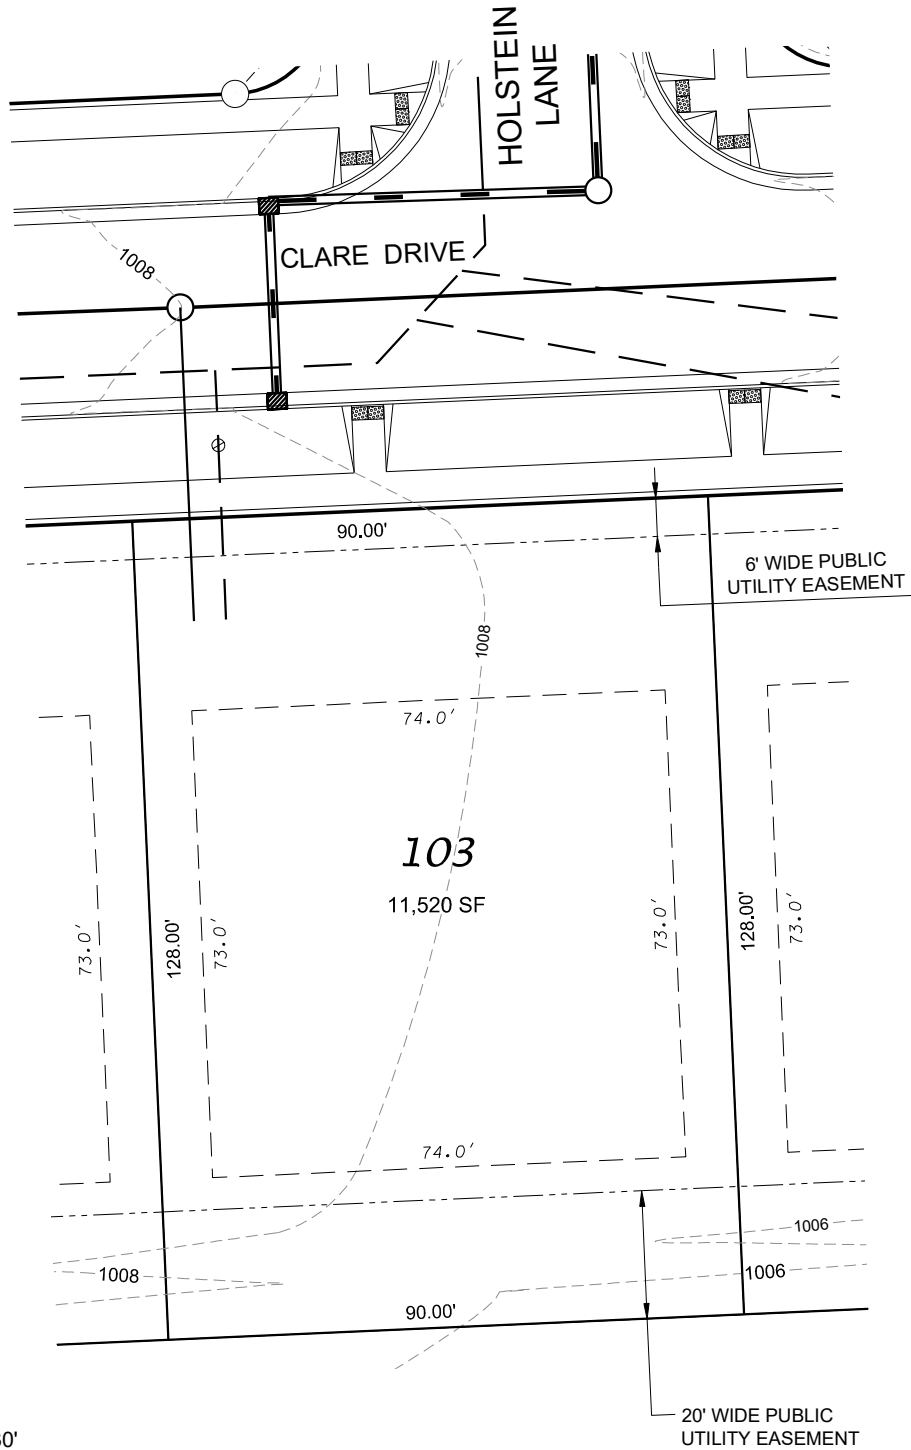 HOLSTEIN
LANE
1008
CLARE DRIVE
90.00'
6' WIDE PUBLIC
UTILITY EASEMENT
1008
74.0'
103
11,520 SF
73.0'
128.00'
73.0'
73.0'
128.00'
73.0'
74.0'
1006
1008
1006
90.00'
20' WIDE PUBLIC
UTILITY EASEMENT